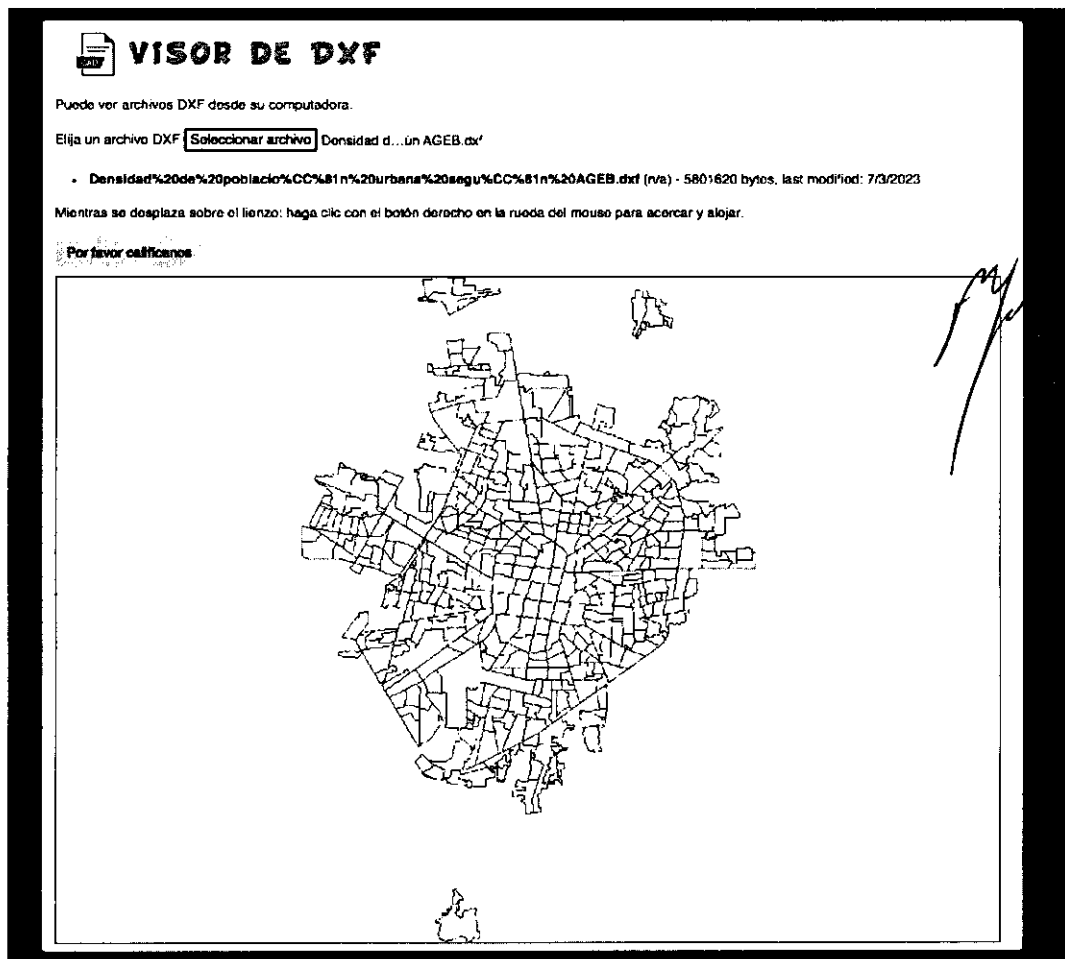 VISOR DE DXF
Puede ver archivos DXF desde su computadora.
Elija un archivo DXF Seleccionar archivo Densidad d...ún AGEB.dxf
• Densidad%20de%20poblacio%CC%81n%20urbana%20segu%CC%81n%20AGEB.dxf (n/a) - 5801620 bytes, last modified: 7/3/2023
Mientras se desplaza sobre el lienzo: haga clic con el botón derecho en la rueda del mouse para acercar y alejar.
Por favor califícanos